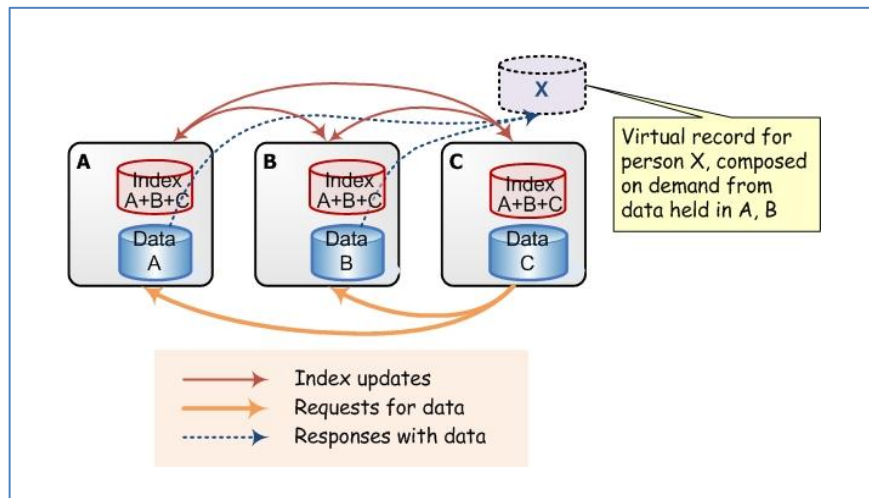 X
Virtual record for
person X, composed
on demand from
data held in A, B
A
Index
A+B+C
Data
A
B
Index
A+B+C
Data
B
C
Index
A+B+C
Data
C
Index updates
Requests for data
Responses with data